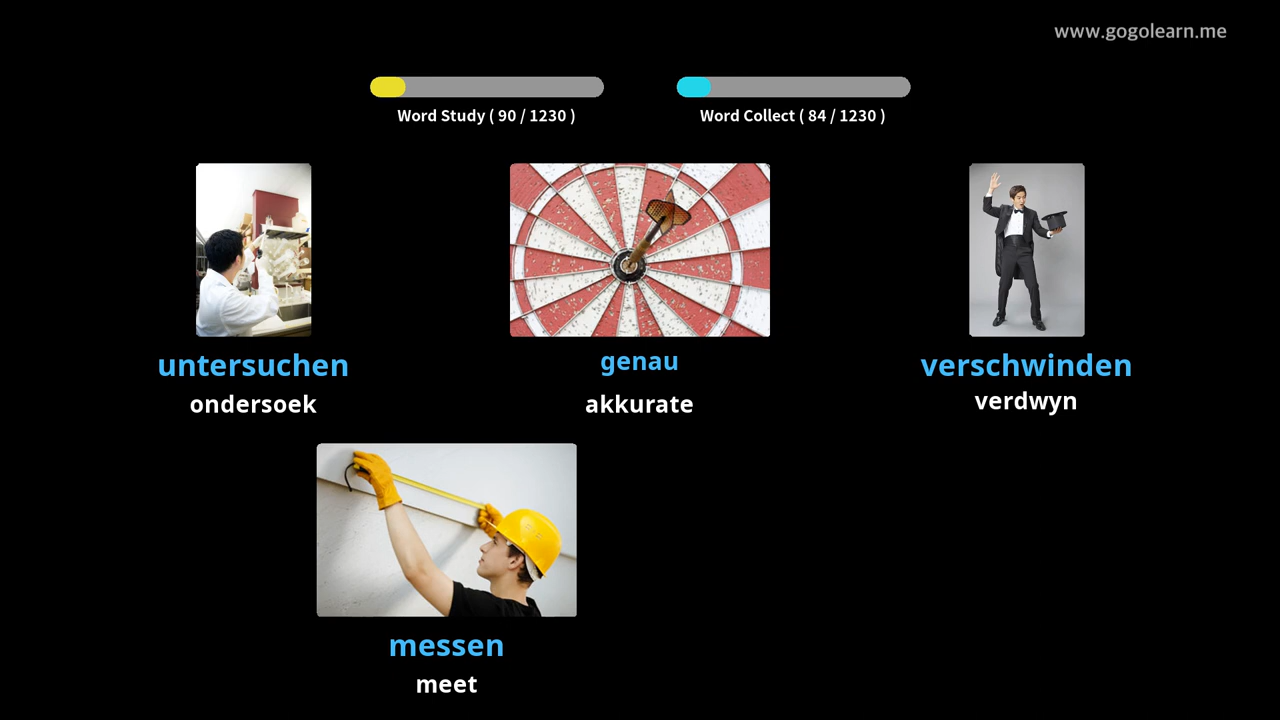 www.gogolearn.me
Word Study ( 90 / 1230 )
Word Collect ( 84 / 1230 )
untersuchen
ondersoek
genau
akkurate
verschwinden
verdwyn
messen
meet